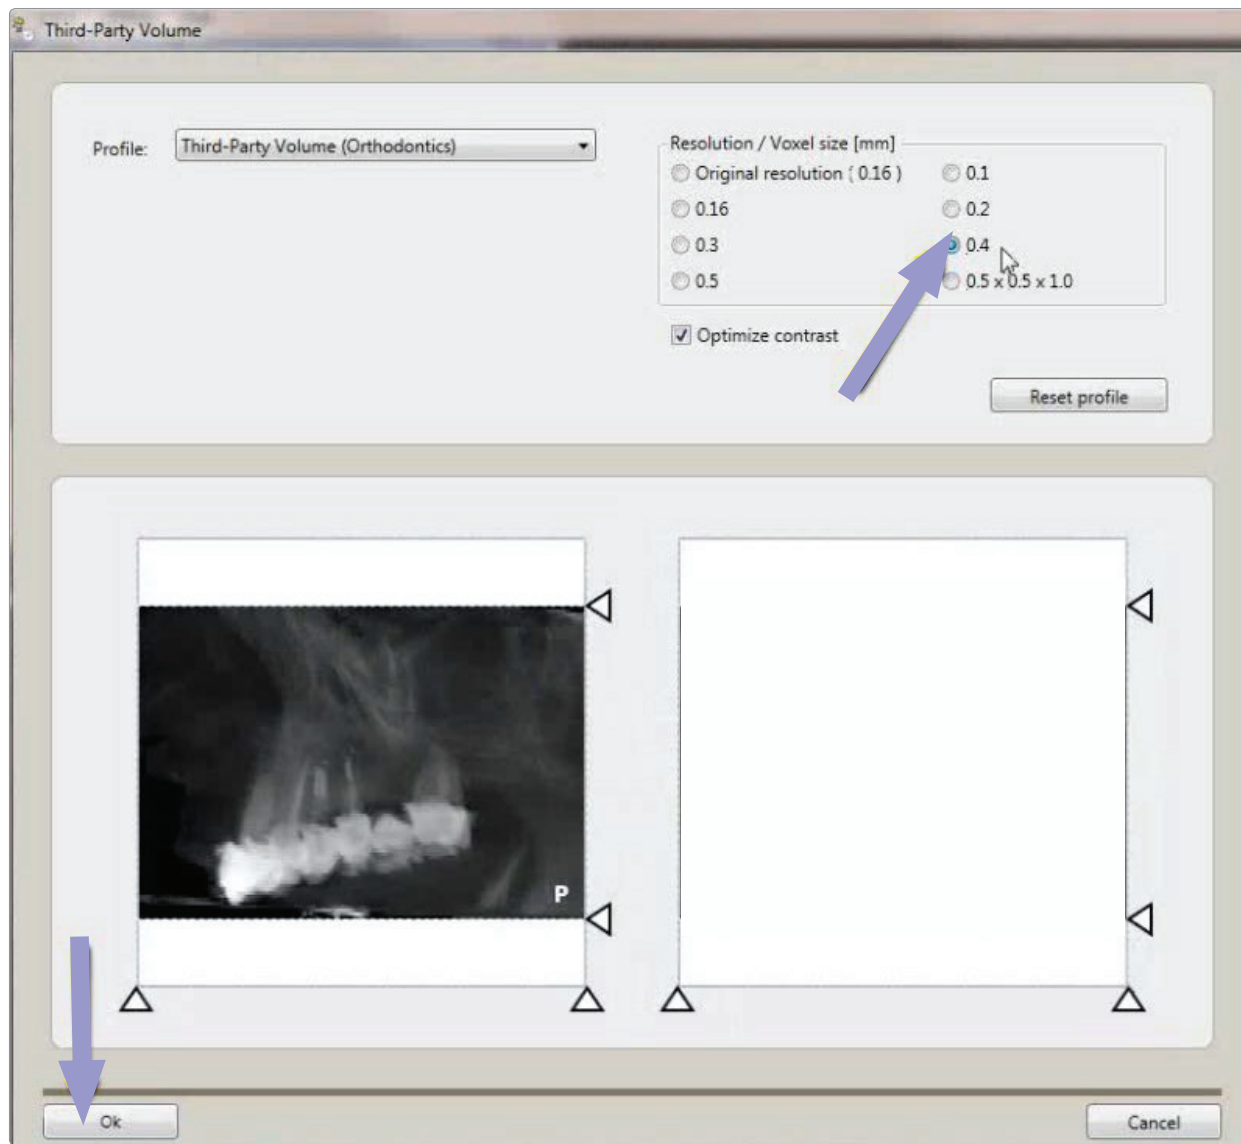 Third-Party Volume
Profile:
Third-Party Volume (Orthodontics)
Resolution / Voxel size [mm]
Original resolution ( 0.16 )
0.1
0.16
0.2
0.3
0.4
0.5
0.5 x 0.5 x 1.0
Optimize contrast
Reset profile
P
Ok
Cancel